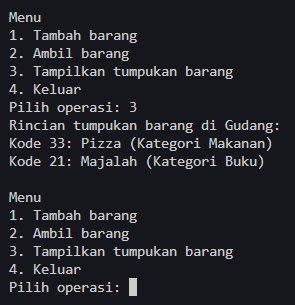 Menu
1. Tambah barang
2. Ambil barang
3. Tampilkan tumpukan barang
4. Keluar
Pilih operasi: 3
Rincian tumpukan barang di Gudang:
Kode 33: Pizza (Kategori Makanan)
Kode 21: Majalah (Kategori Buku)

Menu
1. Tambah barang
2. Ambil barang
3. Tampilkan tumpukan barang
4. Keluar
Pilih operasi: